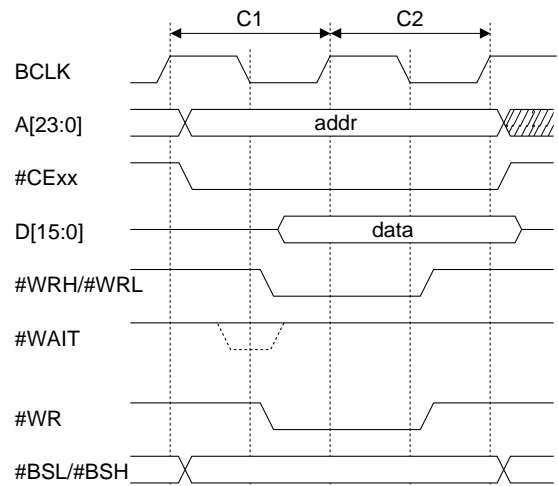 C1 C2
BCLK
A[23:0] addr
#CExx
D[15:0] data
#WRH/#WRL
#WAIT
#WR
#BSL/#BSH